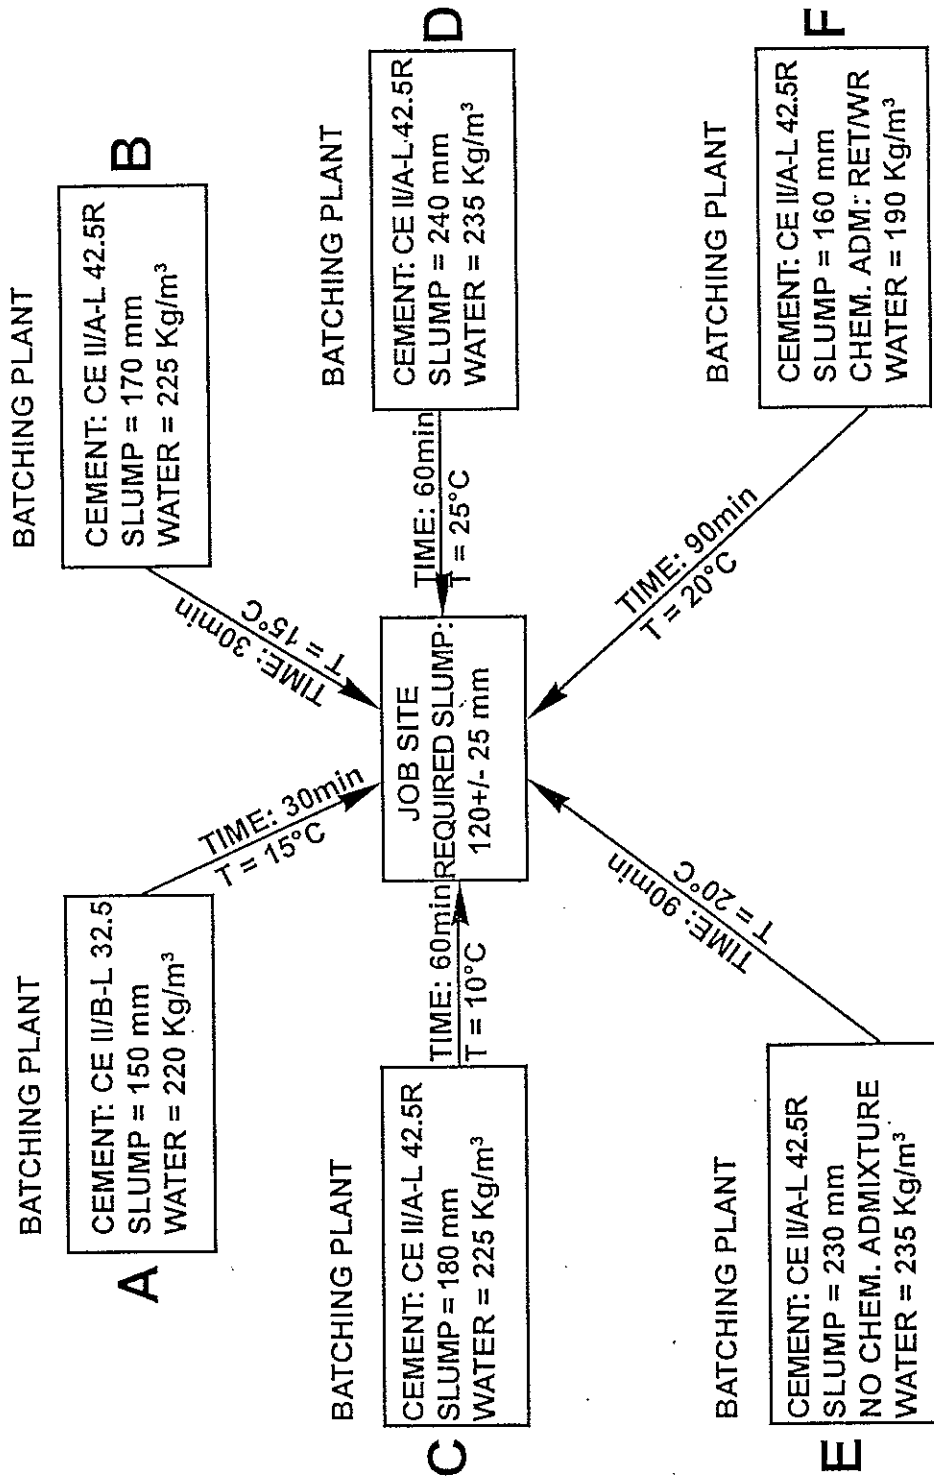 BATCHING PLANT
A
CEMENT: CE II/B-L 32.5
SLUMP = 150 mm
WATER = 220 Kg/m³
TIME: 30min
T = 15°C
BATCHING PLANT
B
CEMENT: CE II/A-L 42.5R
SLUMP = 170 mm
WATER = 225 Kg/m³
TIME: 30min
T = 15°C
BATCHING PLANT
C
CEMENT: CE II/A-L 42.5R
SLUMP = 180 mm
WATER = 225 Kg/m³
TIME: 60min
T = 10°C
JOB SITE
REQUIRED SLUMP:
120+/- 25 mm
TIME: 60min
T = 25°C
BATCHING PLANT
D
CEMENT: CE II/A-L 42.5R
SLUMP = 240 mm
WATER = 235 Kg/m³
BATCHING PLANT
E
CEMENT: CE II/A-L 42.5R
SLUMP = 230 mm
NO CHEM. ADMIXTURE
WATER = 235 Kg/m³
TIME: 90min
T = 20°C
TIME: 90min
T = 20°C
BATCHING PLANT
F
CEMENT: CE II/A-L 42.5R
SLUMP = 160 mm
CHEM. ADM: RET/WR
WATER = 190 Kg/m³